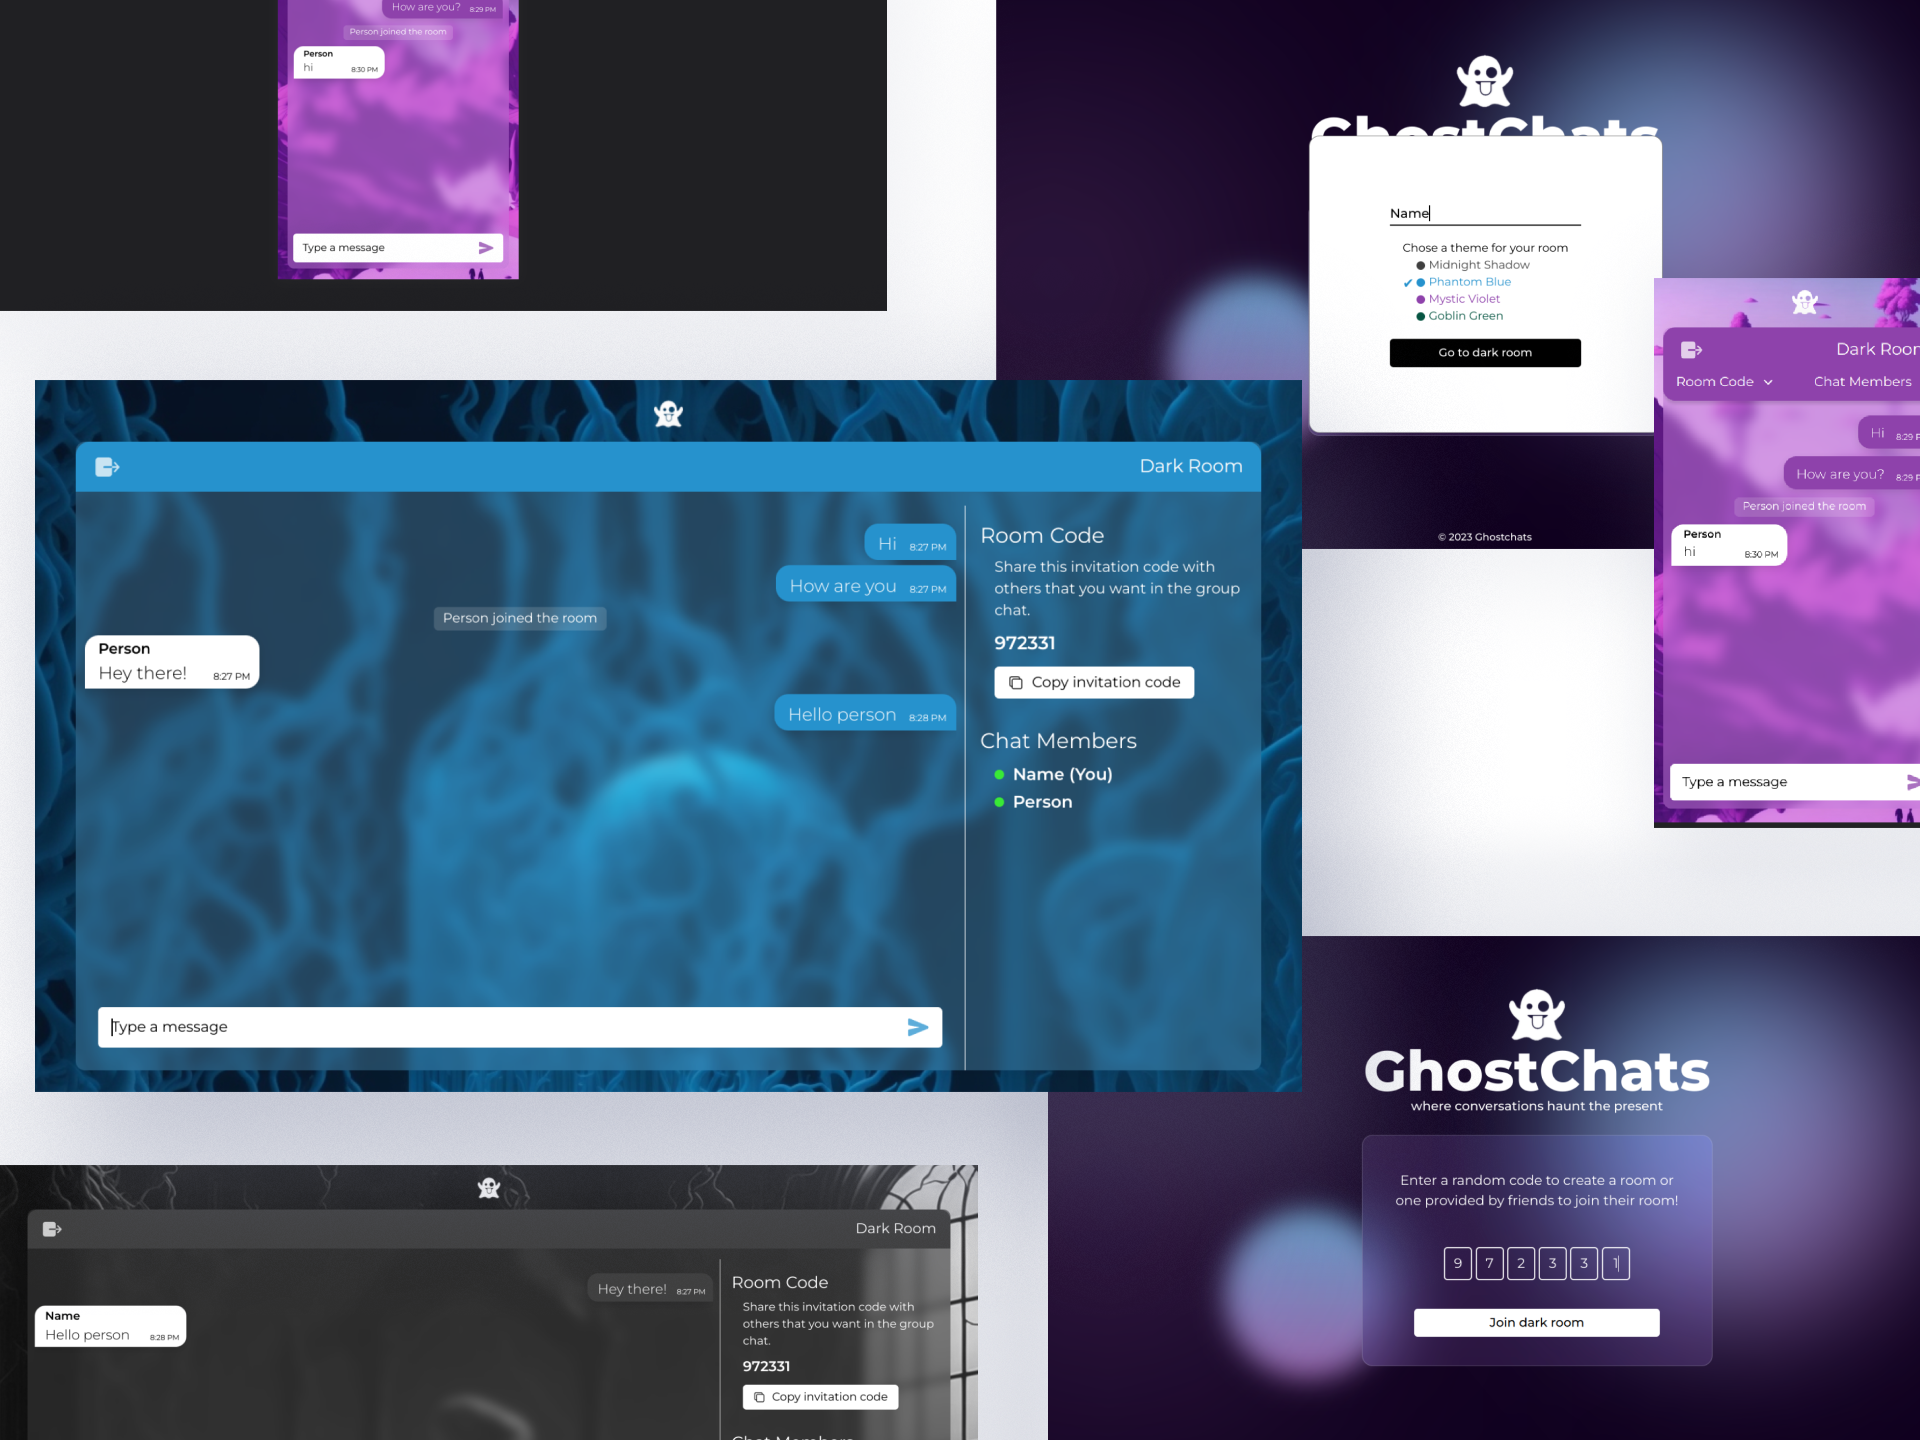 How are you? 8:29 PM
Person joined the room
Person
hi 8:30 PM
Type a message
GhostChats
Name
Chose a theme for your room
Midnight Shadow
Phantom Blue
Mystic Violet
Goblin Green
Go to dark room
© 2023 Ghostchats
Dark Room
Room Code
Chat Members
Hi 8:29 P
How are you? 8:29 P
Person joined the room
Person
hi 8:30 PM
Type a message
Dark Room
Hi 8:27 PM
How are you 8:27 PM
Person joined the room
Person
Hey there! 8:27 PM
Hello person 8:28 PM
Type a message
Room Code
Share this invitation code with
others that you want in the group
chat.
972331
Copy invitation code
Chat Members
Name (You)
Person
Dark Room
Hey there! 8:27 PM
Name
Hello person 8:28 PM
Room Code
Share this invitation code with
others that you want in the group
chat.
972331
Copy invitation code
Chat Members
GhostChats
where conversations haunt the present
Enter a random code to create a room or
one provided by friends to join their room!
9 7 2 3 3 1
Join dark room